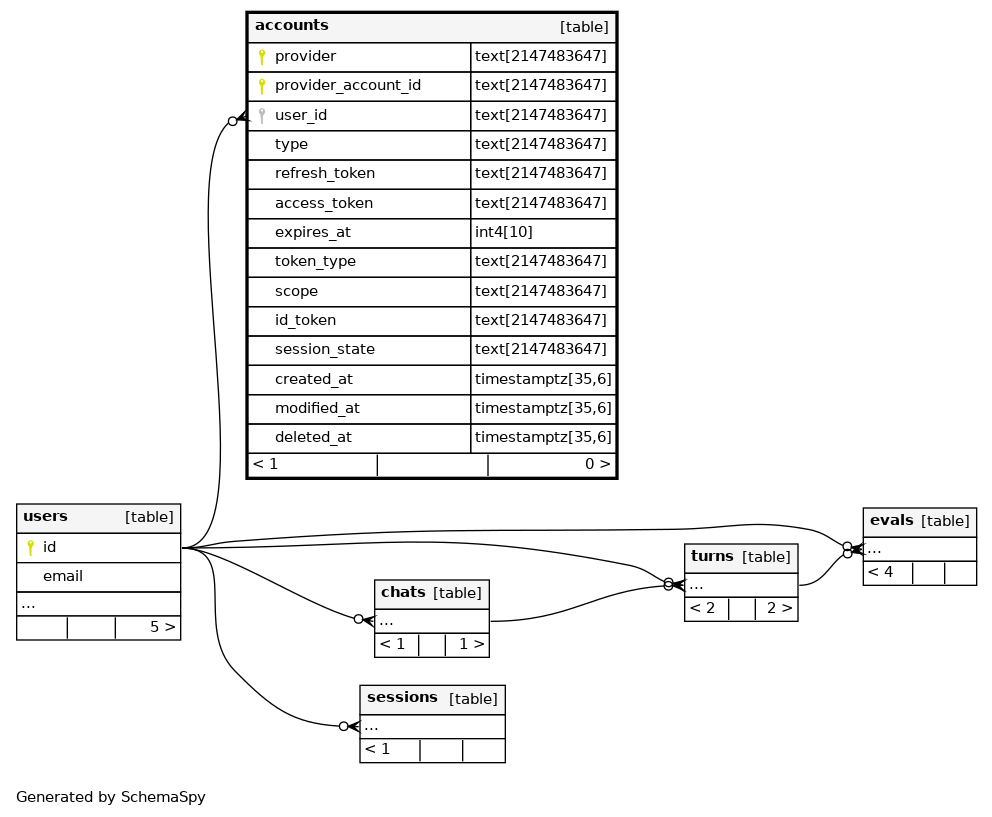 accounts [table]
provider text[2147483647]
provider_account_id text[2147483647]
user_id text[2147483647]
type text[2147483647]
refresh_token text[2147483647]
access_token text[2147483647]
expires_at int4[10]
token_type text[2147483647]
scope text[2147483647]
id_token text[2147483647]
session_state text[2147483647]
created_at timestamptz[35,6]
modified_at timestamptz[35,6]
deleted_at timestamptz[35,6]
< 1 0 >
users [table]
id
email
...
5 >
evals [table]
...
< 4
turns [table]
...
< 2 2 >
chats [table]
...
< 1 1 >
sessions [table]
...
< 1
Generated by SchemaSpy